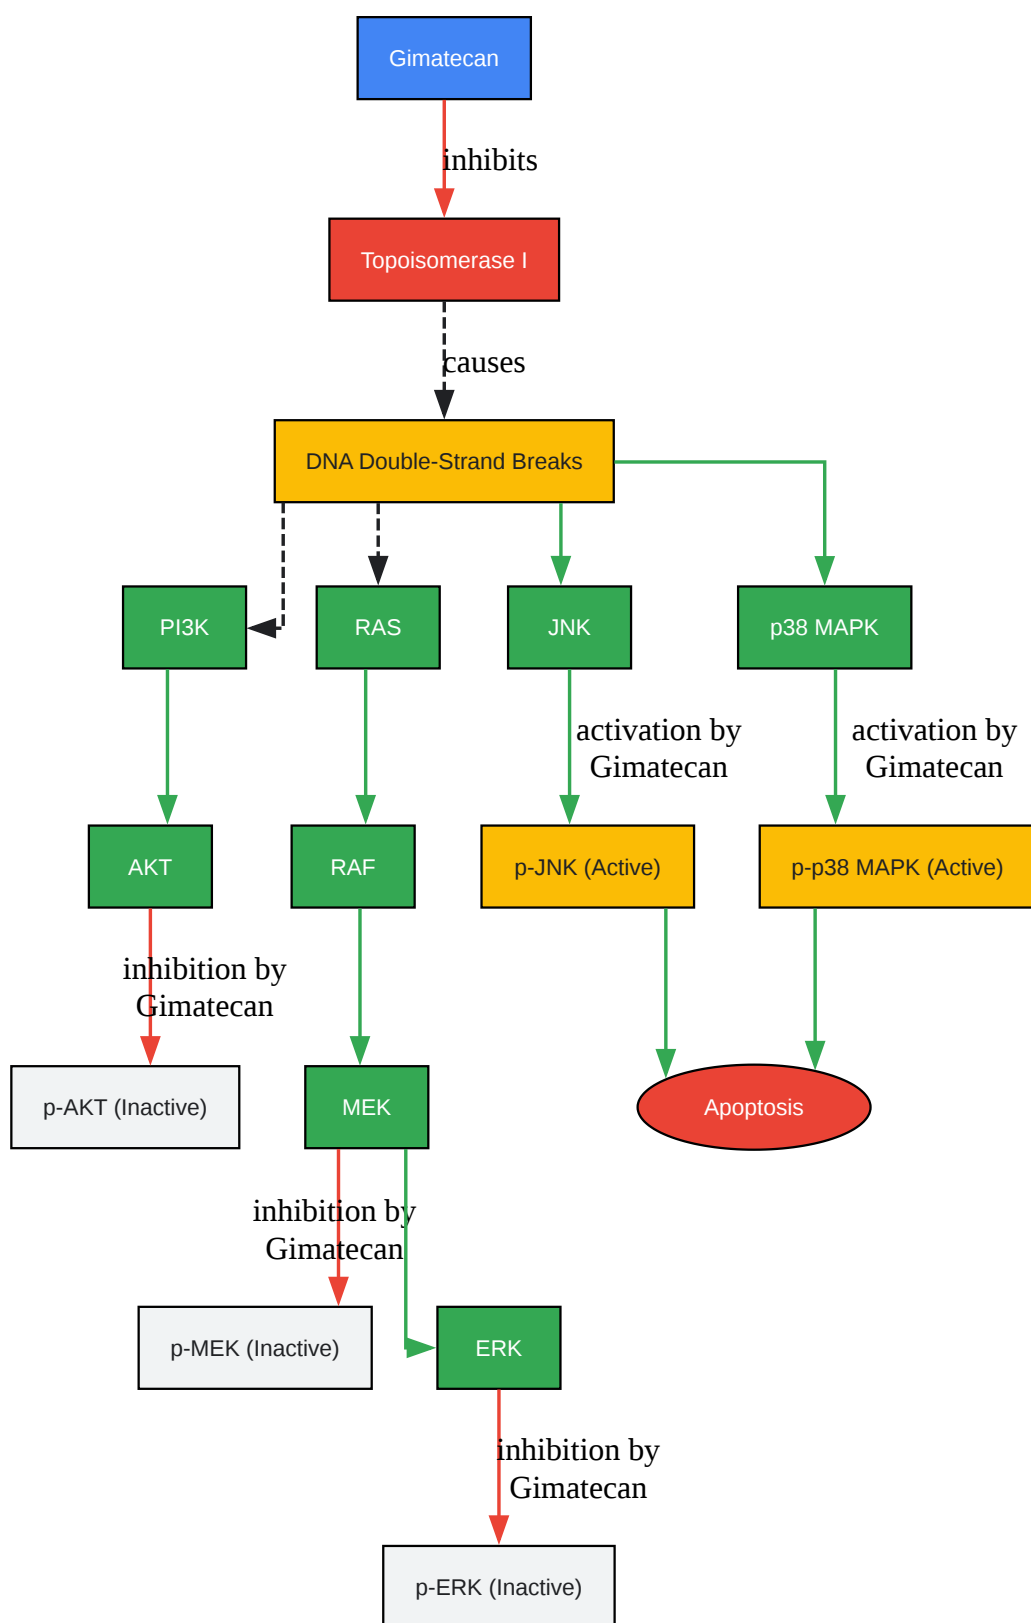 Gimatecan
inhibits
Topoisomerase I
causes
DNA Double-Strand Breaks
PI3K
RAS
JNK
p38 MAPK
activation by
Gimatecan
activation by
Gimatecan
AKT
RAF
p-JNK (Active)
p-p38 MAPK (Active)
inhibition by
Gimatecan
p-AKT (Inactive)
MEK
Apoptosis
inhibition by
Gimatecan
p-MEK (Inactive)
ERK
inhibition by
Gimatecan
p-ERK (Inactive)